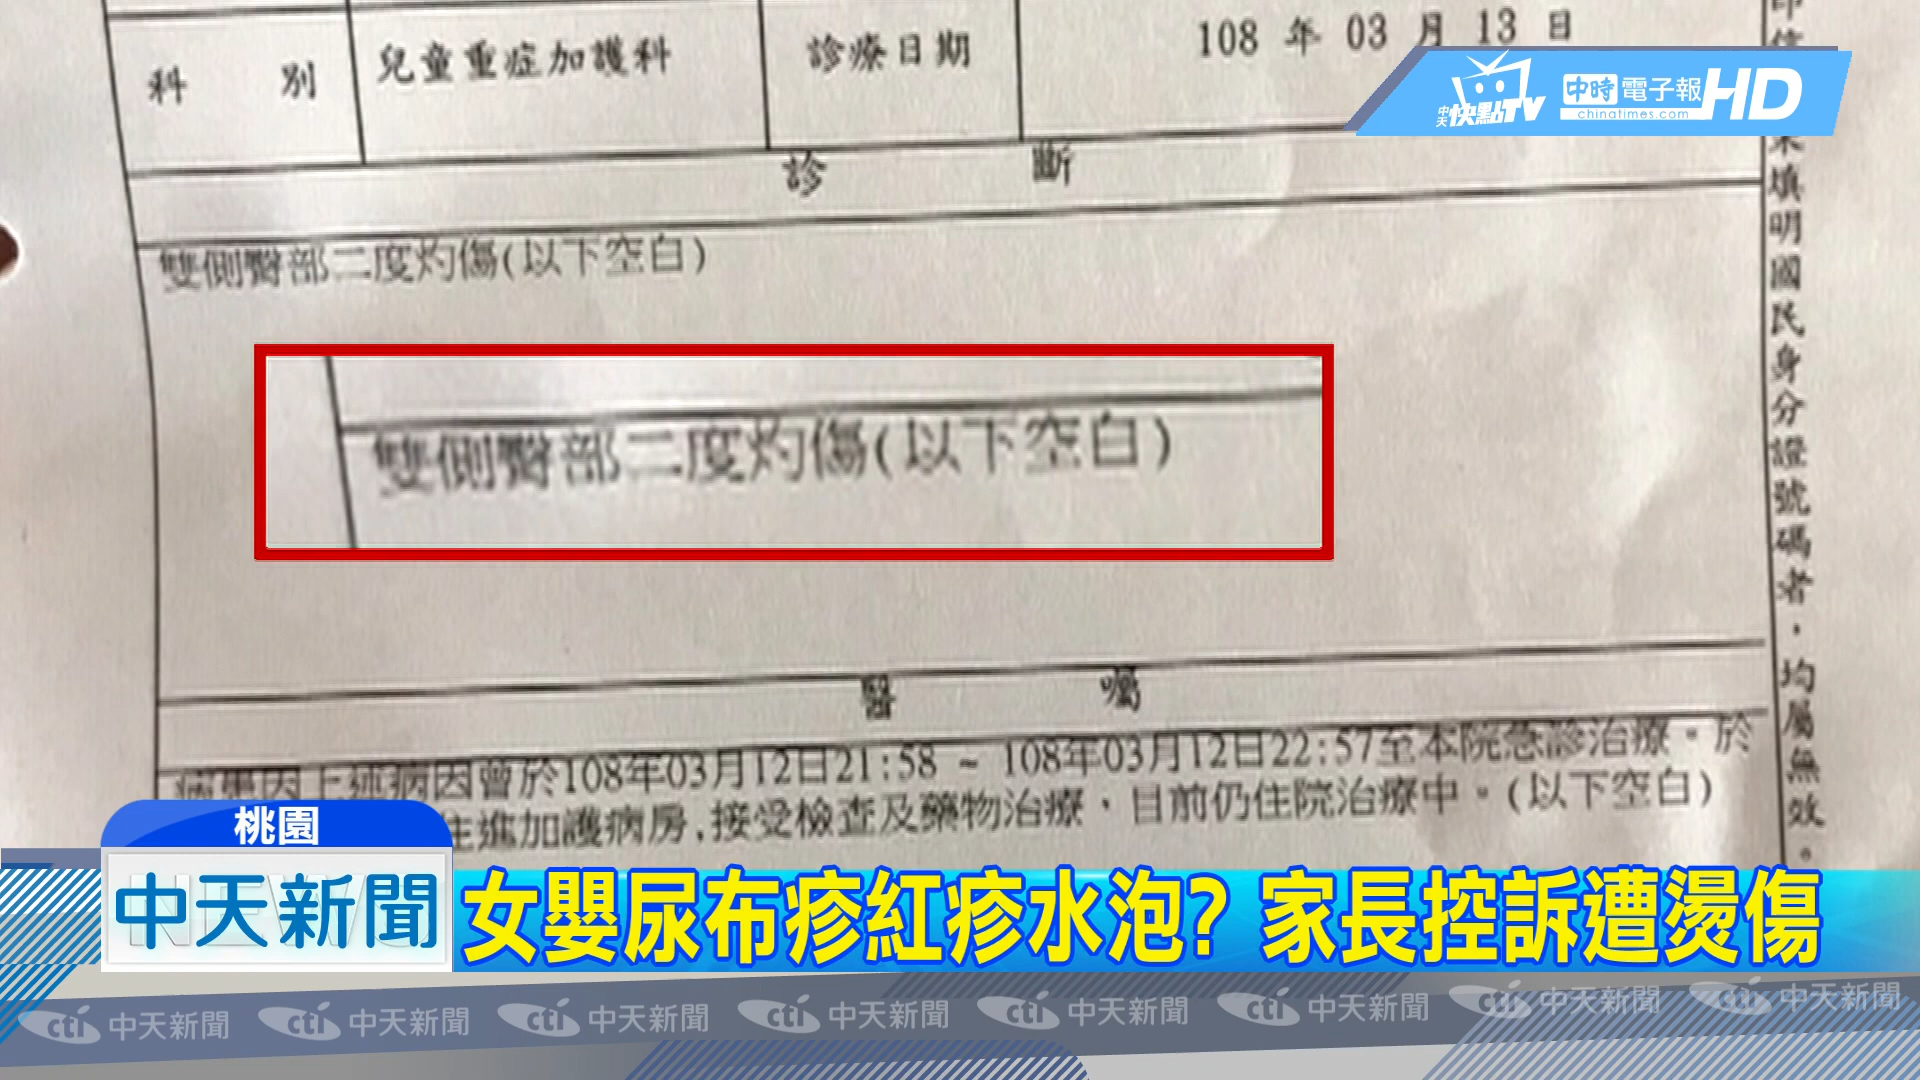 科 別 兒童重症加護科 診療日期 108 年 03 月 13 日
中天快點TV 中時電子報 HD
chinatimes.com
診 斷
雙側臀部二度灼傷(以下空白)
雙側臀部二度灼傷(以下空白)
醫 囑
病患因上述病因曾於108年03月12日21:58 ~ 108年03月12日22:57至本院急診治療。於
住進加護病房,接受檢查及藥物治療，目前仍住院治療中。(以下空白)
填明國民身分證號碼者，均屬無效。
桃園
中天新聞
NEWS
女嬰尿布疹紅疹水泡? 家長控訴遭燙傷
cti 中天新聞 cti 中天新聞 cti 中天新聞 cti 中天新聞 cti 中天新聞 cti 中天新聞 cti 中天新聞 cti 中天新聞